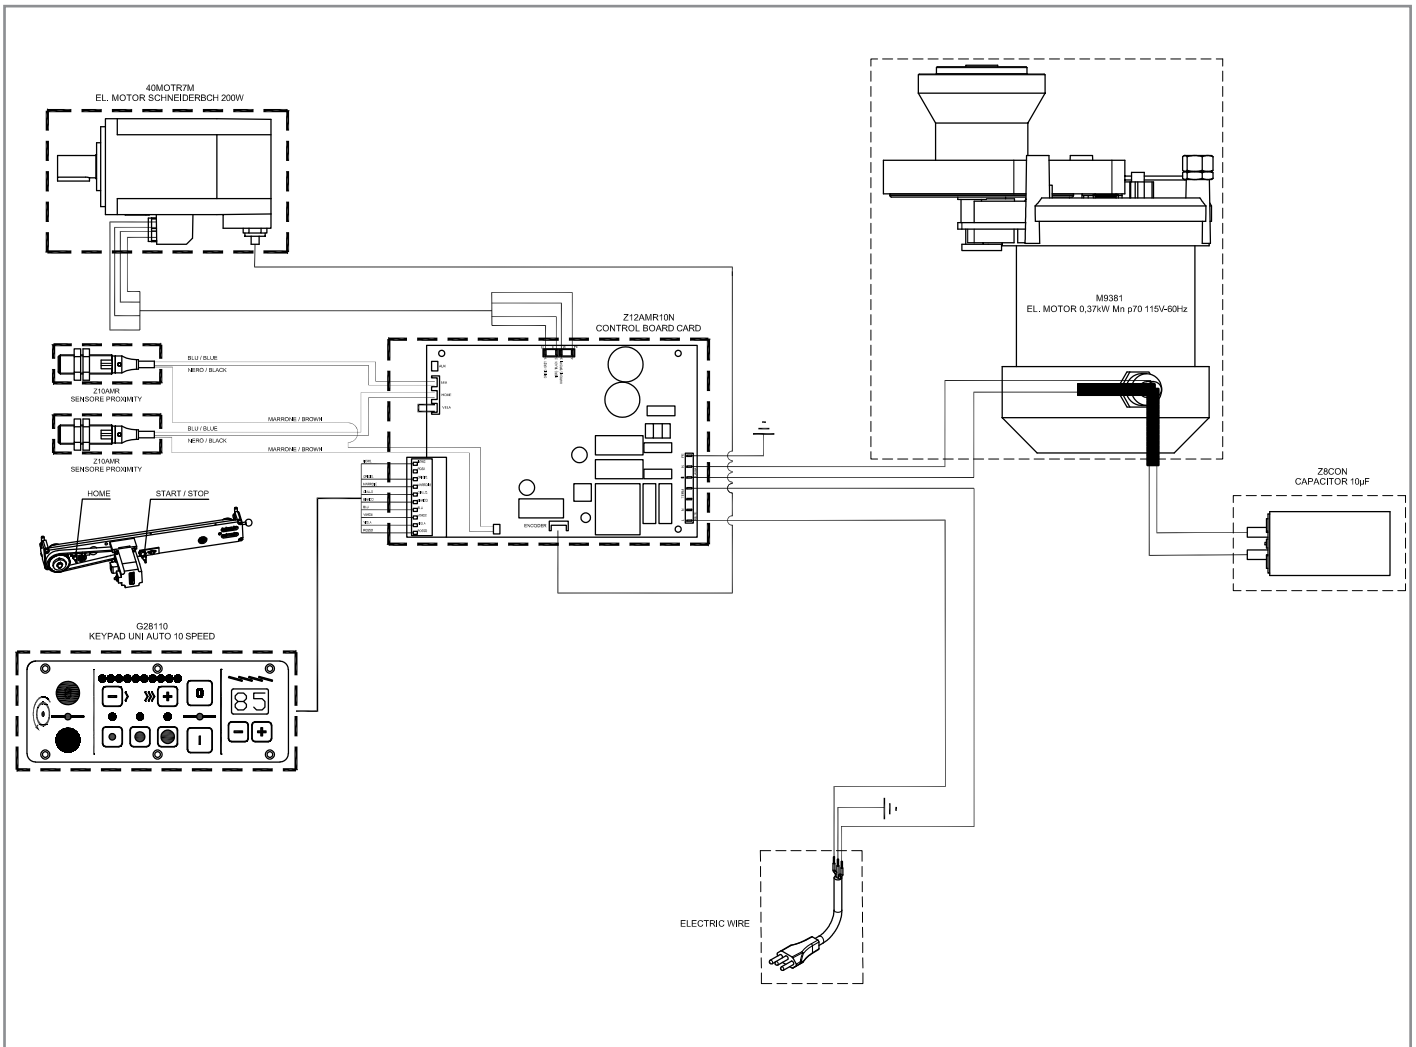 40MOTR7M
EL. MOTOR SCHNEIDERBCH 200W
M9381
EL. MOTOR 0,37kW Mn p70 115V-60Hz
Z12AMR10N
CONTROL BOARD CARD
BLU / BLUE
NERO / BLACK
Z10AMR
SENSORE PROXIMITY
MARRONE / BROWN
BLU / BLUE
NERO / BLACK
MARRONE / BROWN
Z10AMR
SENSORE PROXIMITY
HOME
ENCODER
Z8CON
CAPACITOR 10µF
HOME
START / STOP
G28110
KEYPAD UNI AUTO 10 SPEED
0
85
ELECTRIC WIRE